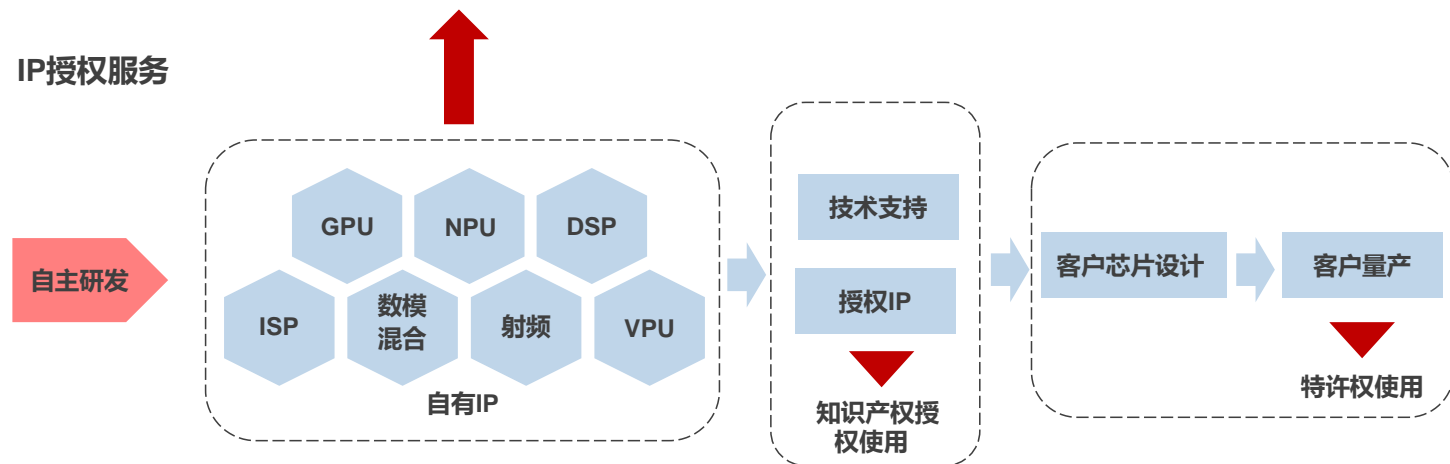 IP授权服务
自主研发
GPU
NPU
DSP
ISP
数模
混合
射频
VPU
自有IP
技术支持
授权IP
知识产权授
权使用
客户芯片设计
客户量产
特许权使用